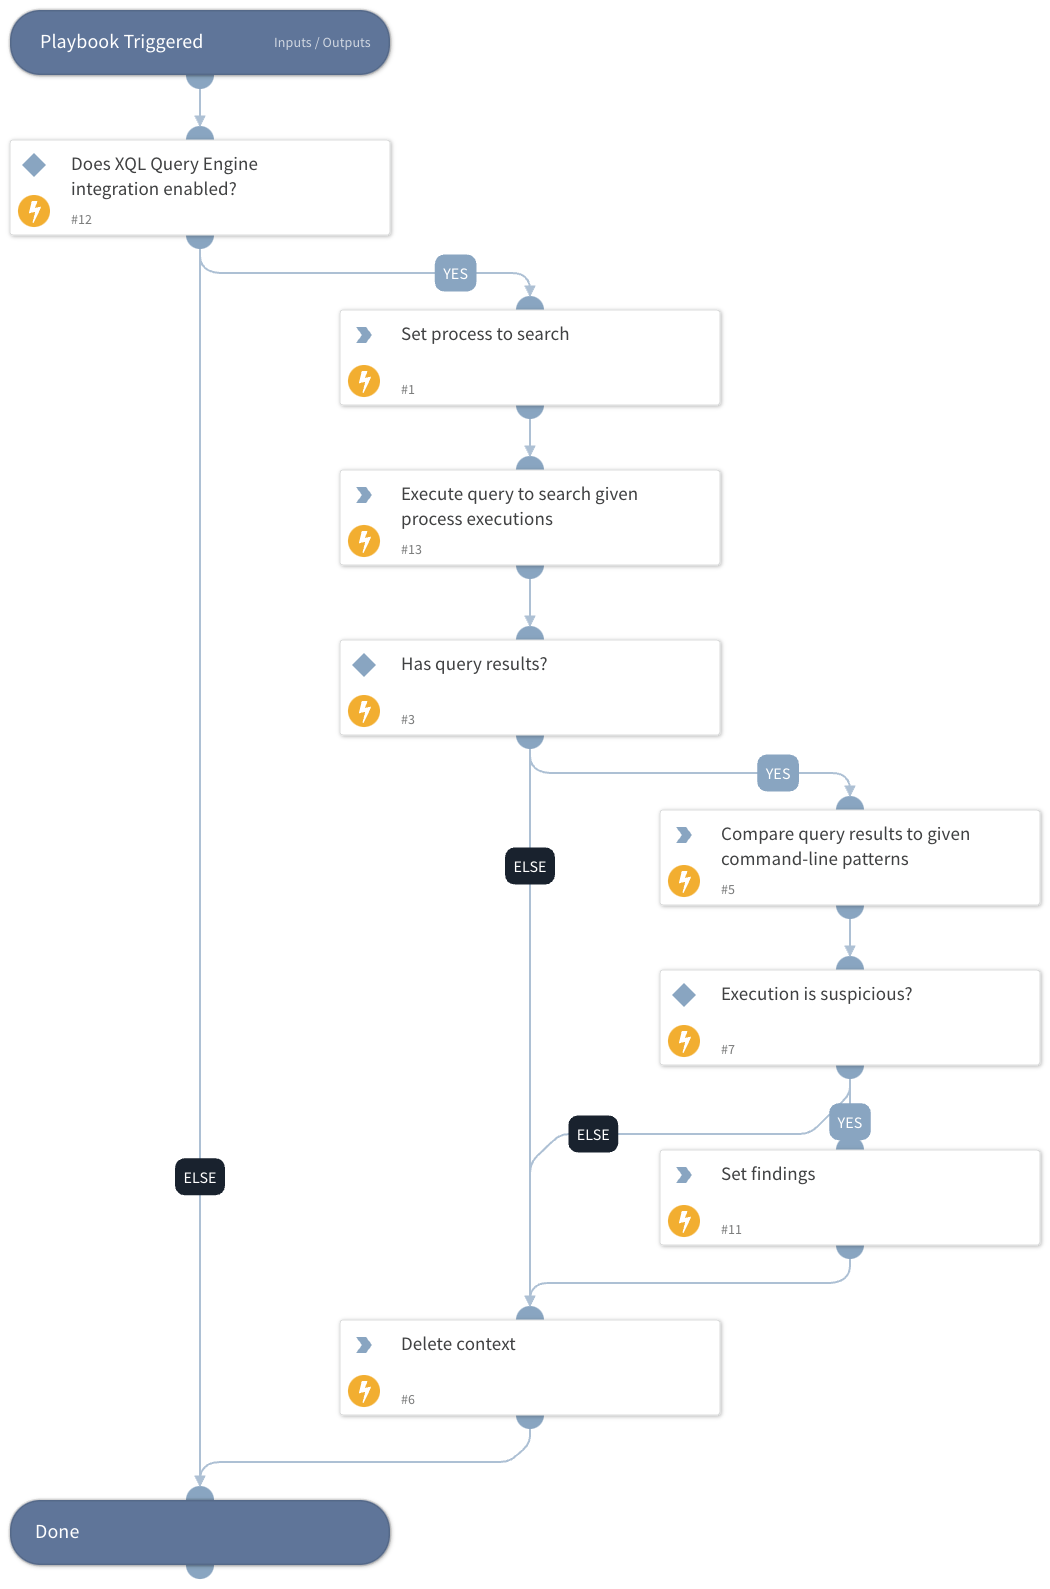 Playbook Triggered
Inputs / Outputs
Does XQL Query Engine
integration enabled?
#12
YES
Set process to search
#1
Execute query to search given
process executions
#13
Has query results?
#3
YES
Compare query results to given
command-line patterns
#5
ELSE
Execution is suspicious?
#7
YES
ELSE
Set findings
#11
ELSE
Delete context
#6
Done